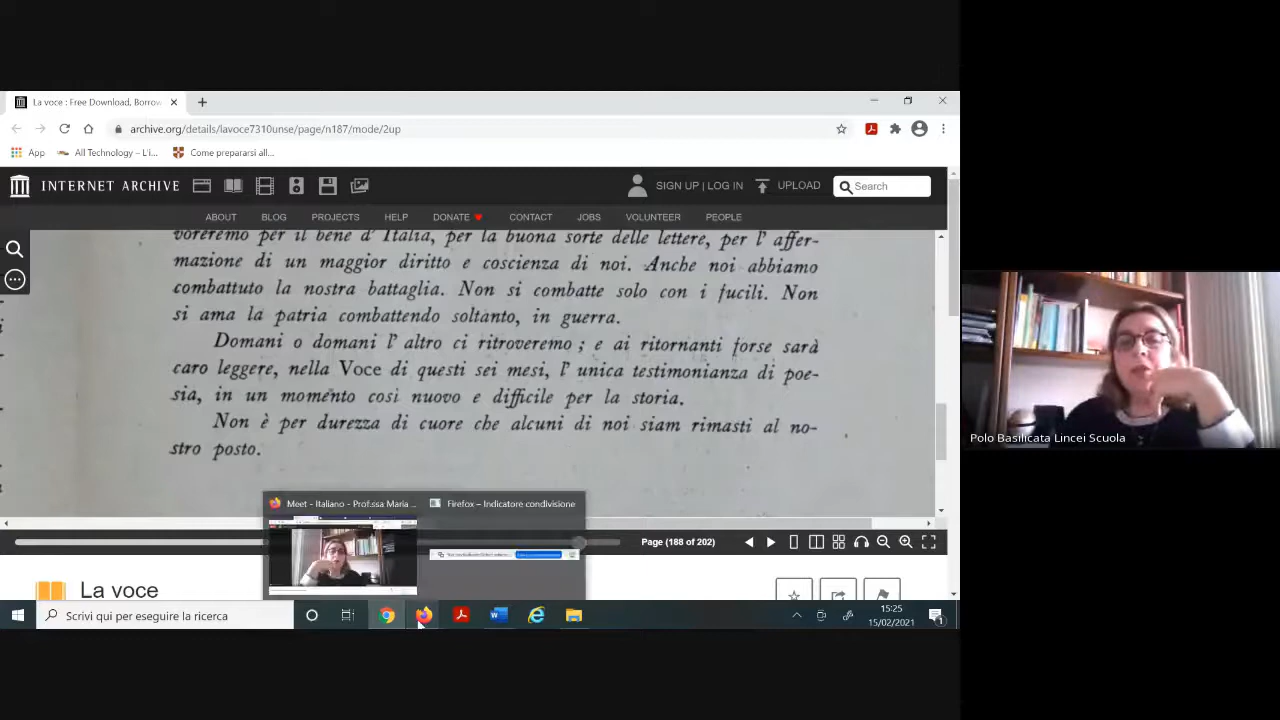 La voce : Free Download, Borrow
archive.org/details/lavoce7310unse/page/n187/mode/2up
App
All Technology – L'i...
Come prepararsi all...
INTERNET ARCHIVE
SIGN UP | LOG IN
UPLOAD
Search
ABOUT
BLOG
PROJECTS
HELP
DONATE
CONTACT
JOBS
VOLUNTEER
PEOPLE
voreremo per il bene d' Italia, per la buona sorte delle lettere, per l' affer-
mazione di un maggior diritto e coscienza di noi. Anche noi abbiamo
combattuto la nostra battaglia. Non si combatte solo con i fucili. Non
si ama la patria combattendo soltanto, in guerra.
Domani o domani l' altro ci ritroveremo ; e ai ritornanti forse sarà
caro leggere, nella Voce di questi sei mesi, l' unica testimonianza di poe-
sia, in un momento così nuovo e difficile per la storia.
Non è per durezza di cuore che alcuni di noi siam rimasti al no-
stro posto.
Polo Basilicata Lincei Scuola
Meet - Italiano - Prof.ssa Maria ...
Firefox – Indicatore condivisione
Page (188 of 202)
La voce
Scrivi qui per eseguire la ricerca
15:25
15/02/2021